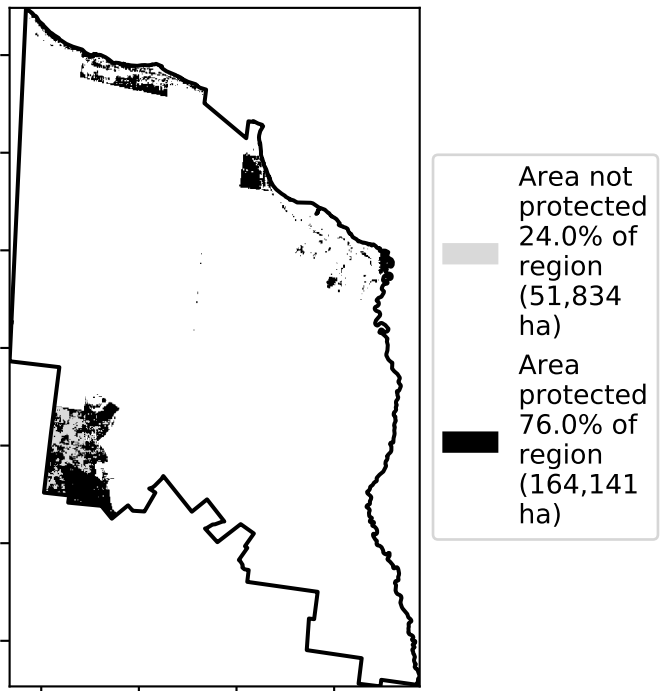 Area not
protected
24.0% of
region
(51,834
ha)
Area
protected
76.0% of
region
(164,141
ha)